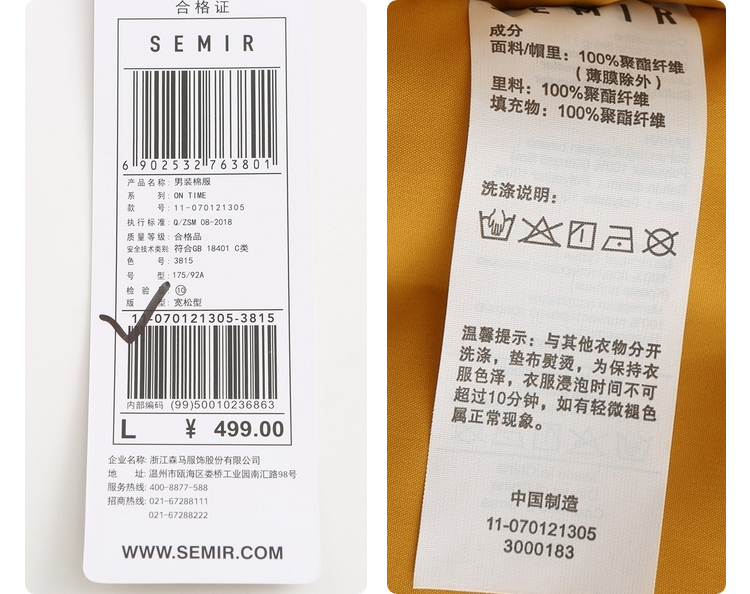 合格证
SEMIR
6 902532 763801
产品名称: 男装棉服
系 列: ON TIME
款 号: 11-070121305
执行标准: Q/ZSM 08-2018
质量等级: 合格品
安全技术类别: 符合GB 18401 C类
色 号: 3815
号 型: 175/92A
检 验 ⑩
版 型: 宽松型
11-070121305-3815
内部编码 (99)50010236863
L ¥ 499.00
企业名称: 浙江森马服饰股份有限公司
地 址: 温州市瓯海区娄桥工业园南汇路98号
服务热线: 400-8877-588
招商热线: 021-67288111
021-67288222
WWW.SEMIR.COM
SEMIR
成分
面料/帽里: 100%聚酯纤维
(薄膜除外)
里料: 100%聚酯纤维
填充物: 100%聚酯纤维
洗涤说明:
温馨提示: 与其他衣物分开
洗涤, 垫布熨烫, 为保持衣
服色泽, 衣服浸泡时间不可
超过10分钟, 如有轻微褪色
属正常现象。
中国制造
11-070121305
3000183